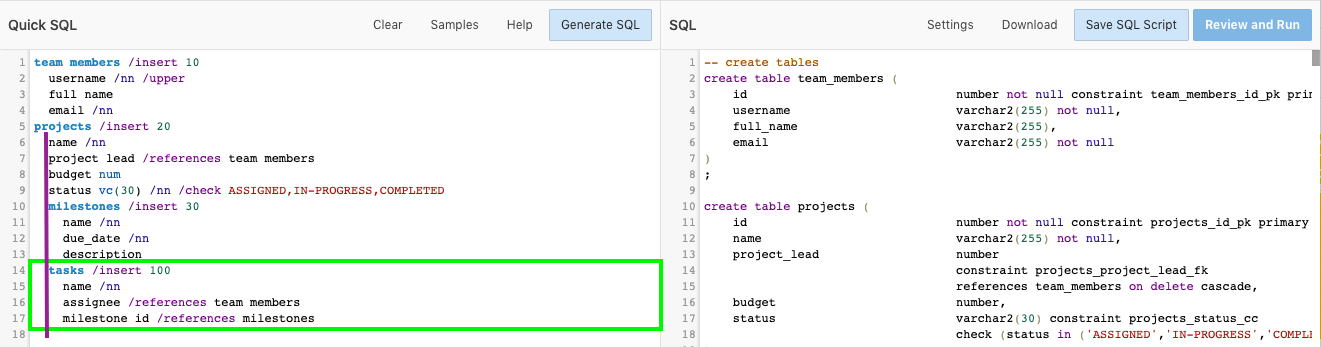 Quick SQL Clear Samples Help Generate SQL
1 team members /insert 10
2 username /nn /upper
3 full name
4 email /nn
5 projects /insert 20
6 name /nn
7 project lead /references team members
8 budget num
9 status vc(30) /nn /check ASSIGNED,IN-PROGRESS,COMPLETED
10 milestones /insert 30
11 name /nn
12 due_date /nn
13 description
14 tasks /insert 100
15 name /nn
16 assignee /references team members
17 milestone id /references milestones
18
SQL Settings Download Save SQL Script Review and Run
1 -- create tables
2 create table team_members (
3 id number not null constraint team_members_id_pk pri
4 username varchar2(255) not null,
5 full_name varchar2(255),
6 email varchar2(255) not null
7 )
8 ;
9
10 create table projects (
11 id number not null constraint projects_id_pk primary
12 name varchar2(255) not null,
13 project_lead number
14 constraint projects_project_lead_fk
15 references team_members on delete cascade,
16 budget number,
17 status varchar2(30) constraint projects_status_cc
18 check (status in ('ASSIGNED','IN-PROGRESS','COMPL